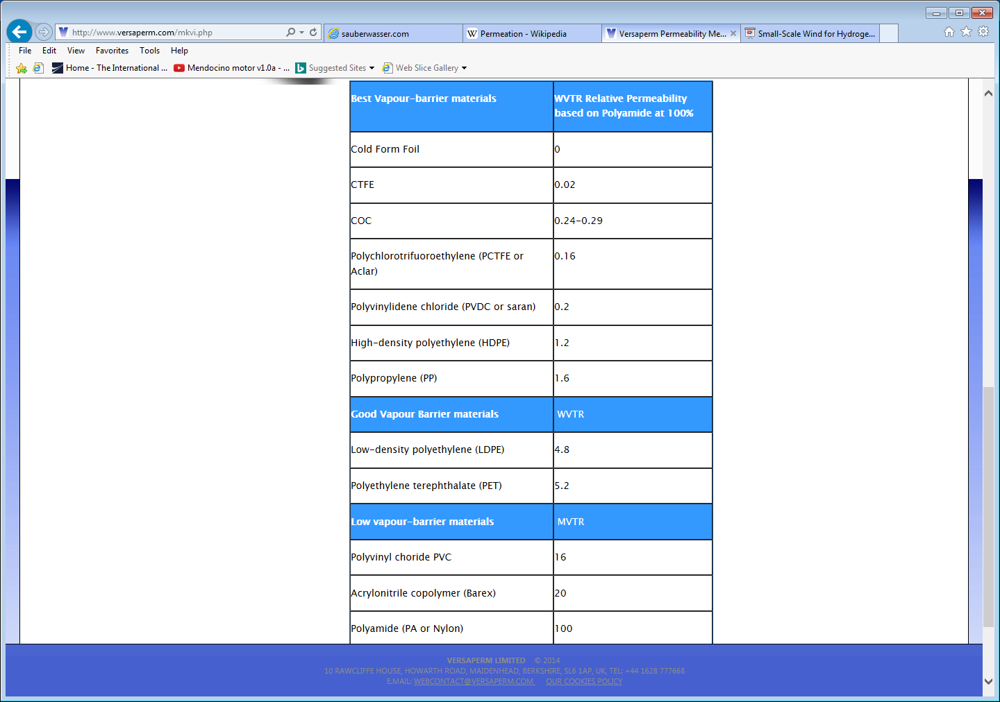 http://www.versaperm.com/mkvi.php
sauberwasser.com
Permeation - Wikipedia
Versaperm Permeability Me...
Small-Scale Wind for Hydroge...
File Edit View Favorites Tools Help
Home - The International ...
Mendocino motor v1.0a - ...
Suggested Sites
Web Slice Gallery
Best Vapour-barrier materials
WVTR Relative Permeability
based on Polyamide at 100%
Cold Form Foil 0
CTFE 0.02
COC 0.24-0.29
Polychlorotrifuoroethylene (PCTFE or 0.16
Aclar)
Polyvinylidene chloride (PVDC or saran) 0.2
High-density polyethylene (HDPE) 1.2
Polypropylene (PP) 1.6
Good Vapour Barrier materials WVTR
Low-density polyethylene (LDPE) 4.8
Polyethylene terephthalate (PET) 5.2
Low vapour-barrier materials MVTR
Polyvinyl choride PVC 16
Acrylonitrile copolymer (Barex) 20
Polyamide (PA or Nylon) 100
VERSAPERM LIMITED © 2014
10 RAWCLIFFE HOUSE, HOWARTH ROAD, MAIDENHEAD, BERKSHIRE, SL6 1AP, UK, TEL: +44 1628 777668
E.MAIL: WEBCONTACT@VERSAPERM.COM OUR COOKIES POLICY